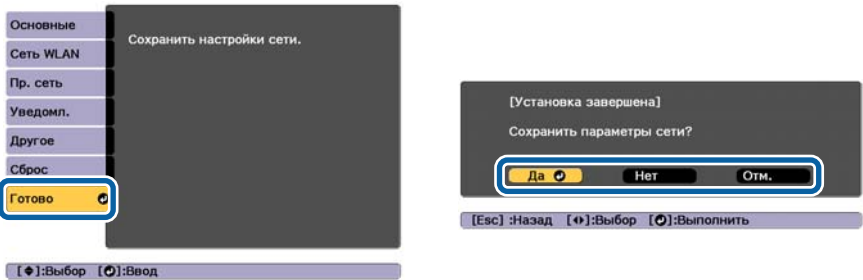 Основные
Сеть WLAN
Пр. сеть
Уведомл.
Другое
Сброс
Готово
Сохранить настройки сети.
[◆]:Выбор [↵]:Ввод
[Установка завершена]
Сохранить параметры сети?
Да Нет Отм.
[Esc] :Назад [◂▸]:Выбор [↵]:Выполнить